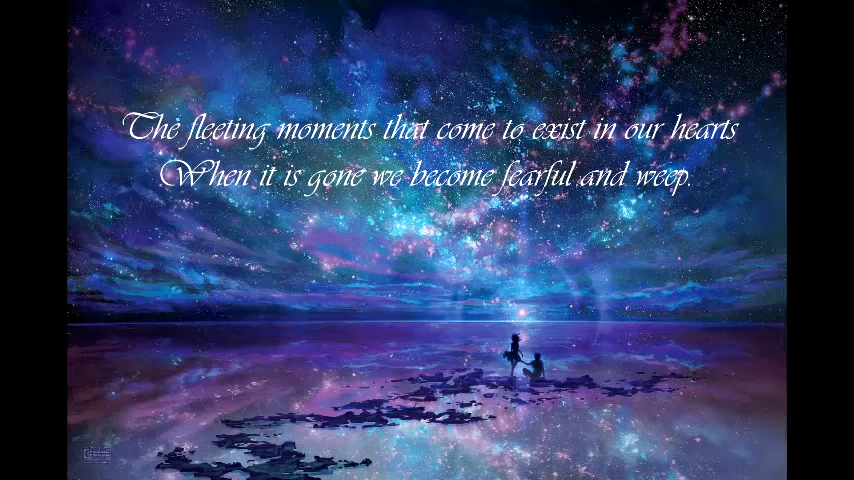 The fleeting moments that come to exist in our hearts
When it is gone we become fearful and weep.